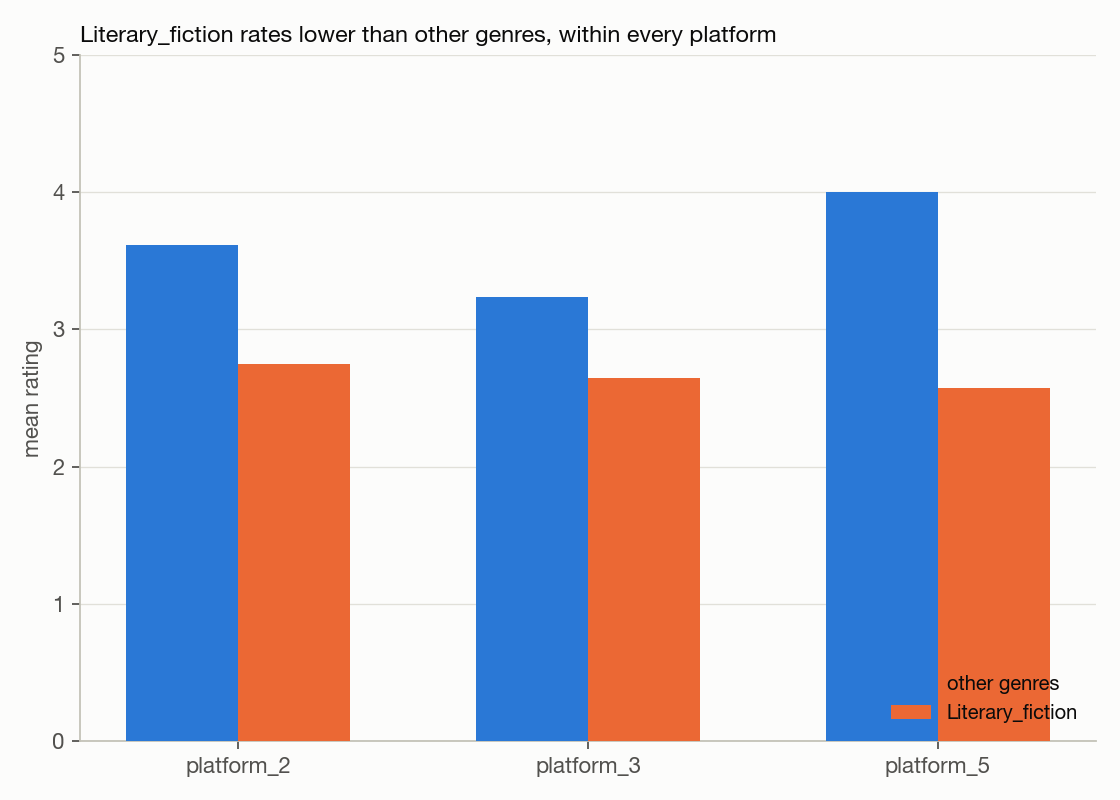 Literary_fiction rates lower than other genres, within every platform
5
4
3
2
1
0
mean rating
platform_2
platform_3
platform_5
other genres
Literary_fiction